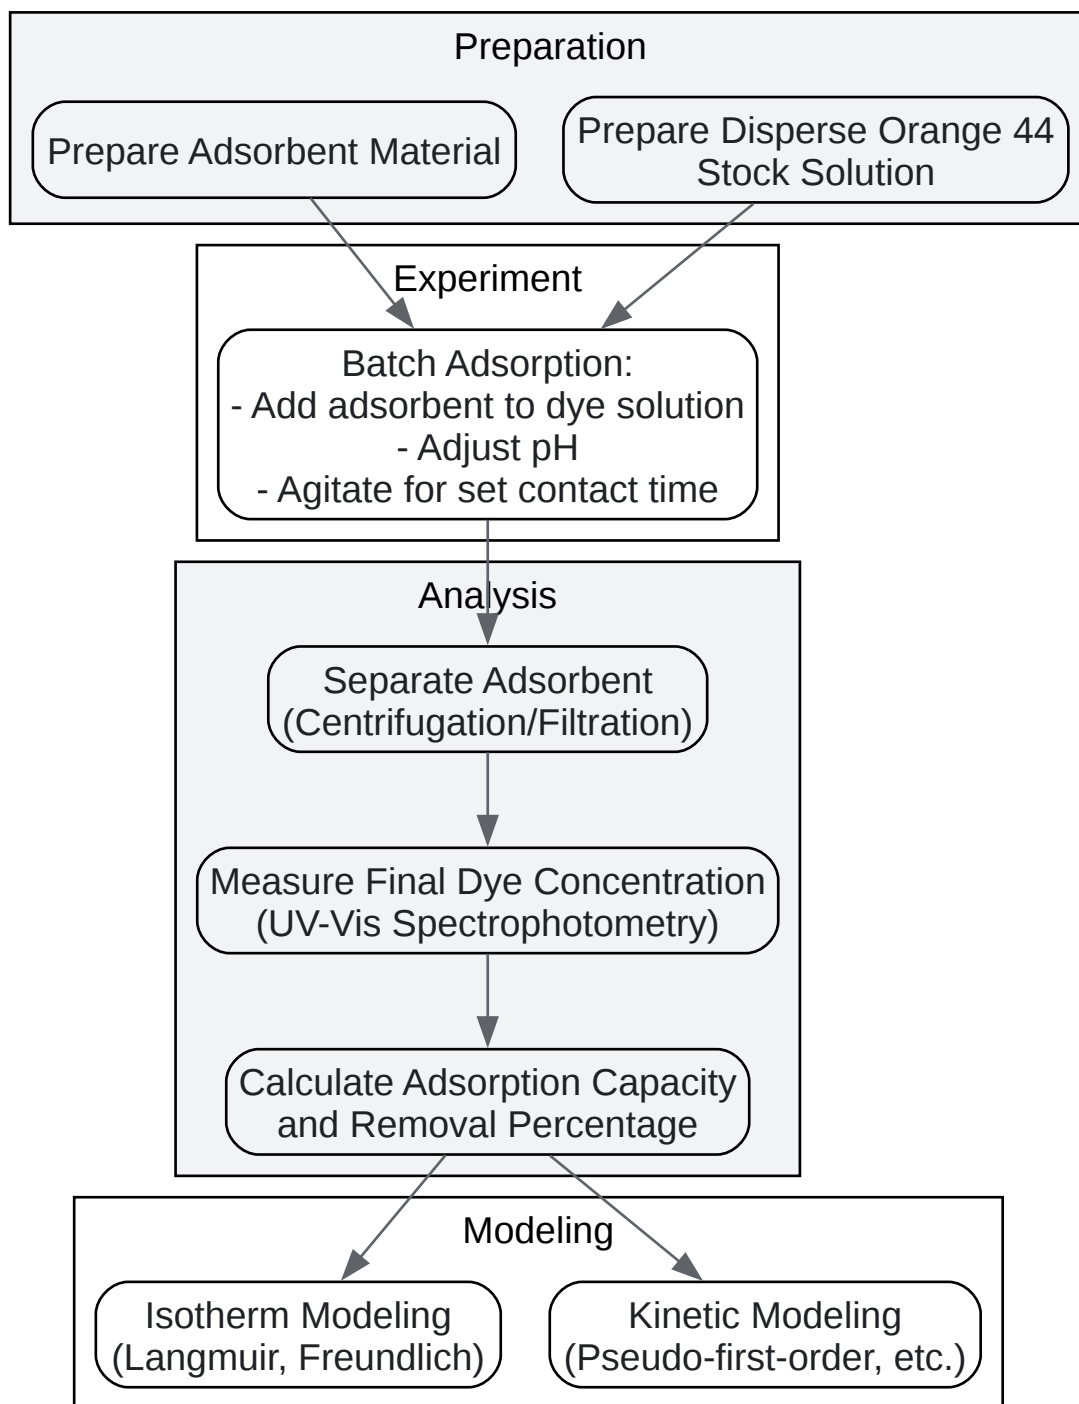 Preparation
Prepare Adsorbent Material
Prepare Disperse Orange 44
Stock Solution
Experiment
Batch Adsorption:
- Add adsorbent to dye solution
- Adjust pH
- Agitate for set contact time
Analysis
Separate Adsorbent
(Centrifugation/Filtration)
Measure Final Dye Concentration
(UV-Vis Spectrophotometry)
Calculate Adsorption Capacity
and Removal Percentage
Modeling
Isotherm Modeling
(Langmuir, Freundlich)
Kinetic Modeling
(Pseudo-first-order, etc.)